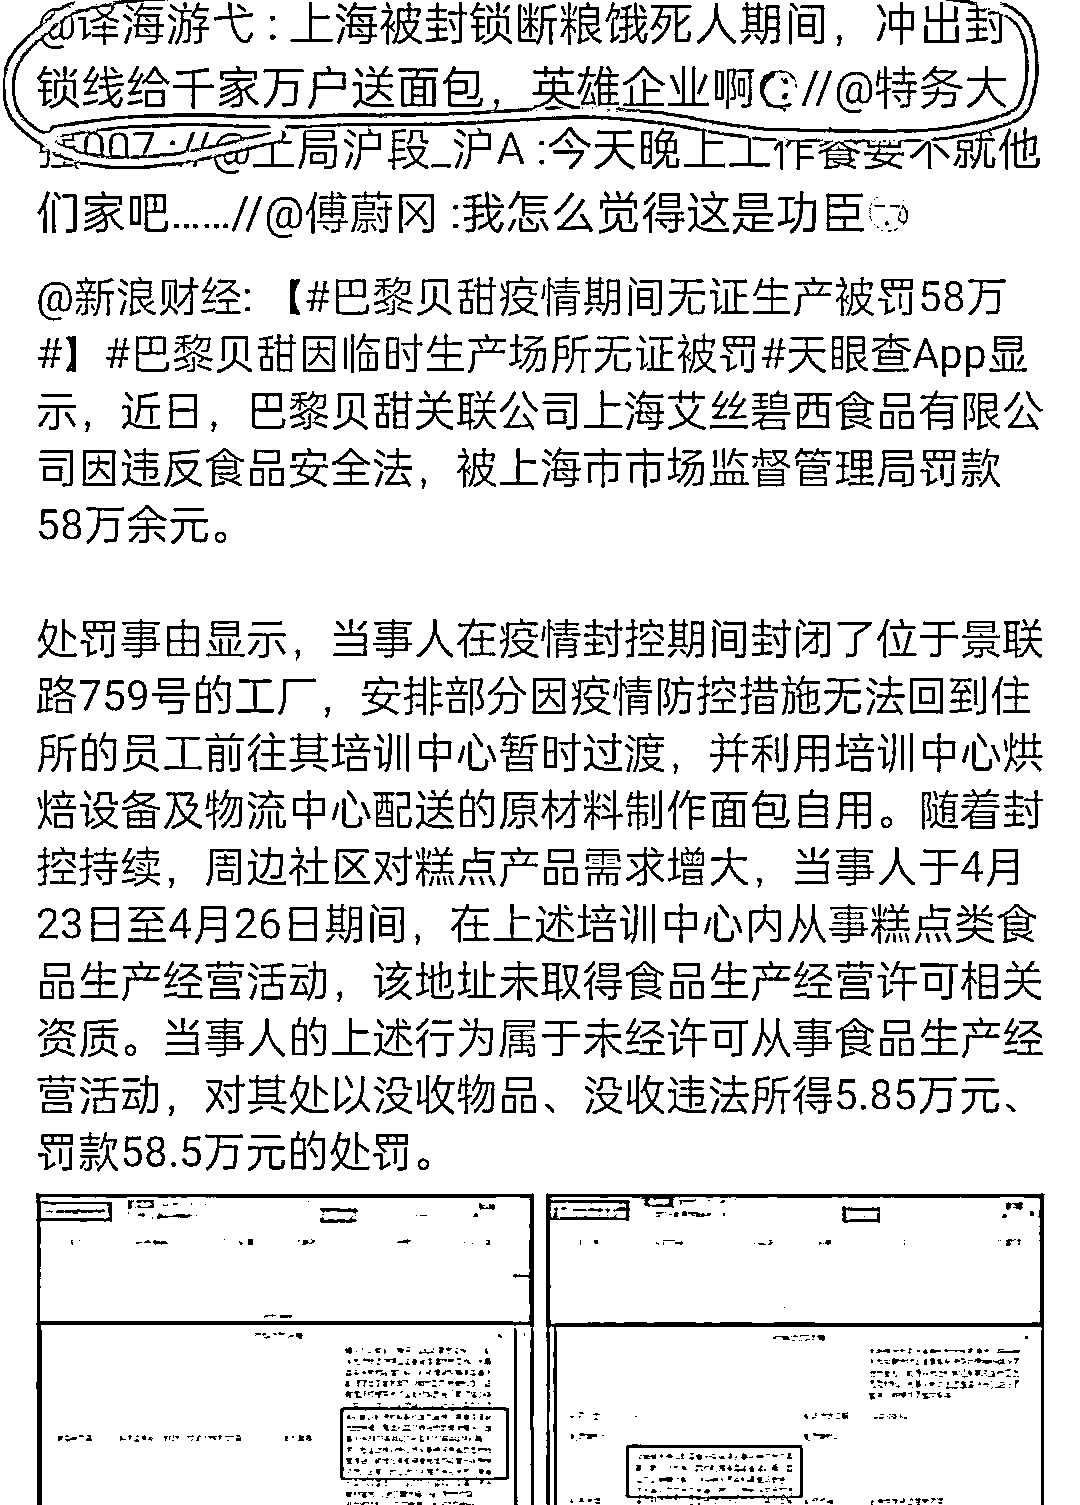 @译海游弋：上海被封锁断粮饿死人期间，冲出封
锁线给千家万户送面包，英雄企业啊//@特务大
007 ://@工局沪段_沪A :今天晚上工作餐要不就他
们家吧……//@傅蔚冈 :我怎么觉得这是功臣
@新浪财经：【#巴黎贝甜疫情期间无证生产被罚58万
#】#巴黎贝甜因临时生产场所无证被罚#天眼查App显
示，近日，巴黎贝甜关联公司上海艾丝碧西食品有限公
司因违反食品安全法，被上海市市场监督管理局罚款
58万余元。
处罚事由显示，当事人在疫情封控期间封闭了位于景联
路759号的工厂，安排部分因疫情防控措施无法回到住
所的员工前往其培训中心暂时过渡，并利用培训中心烘
焙设备及物流中心配送的原材料制作面包自用。随着封
控持续，周边社区对糕点产品需求增大，当事人于4月
23日至4月26日期间，在上述培训中心内从事糕点类食
品生产经营活动，该地址未取得食品生产经营许可相关
资质。当事人的上述行为属于未经许可从事食品生产经
营活动，对其处以没收物品、没收违法所得5.85万元、
罚款58.5万元的处罚。